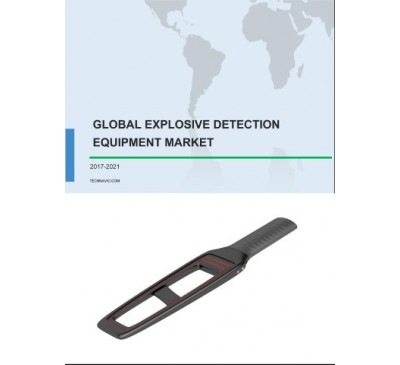 GLOBAL EXPLOSIVE DETECTION
EQUIPMENT MARKET
2017-2021
TECHNAVIO.COM